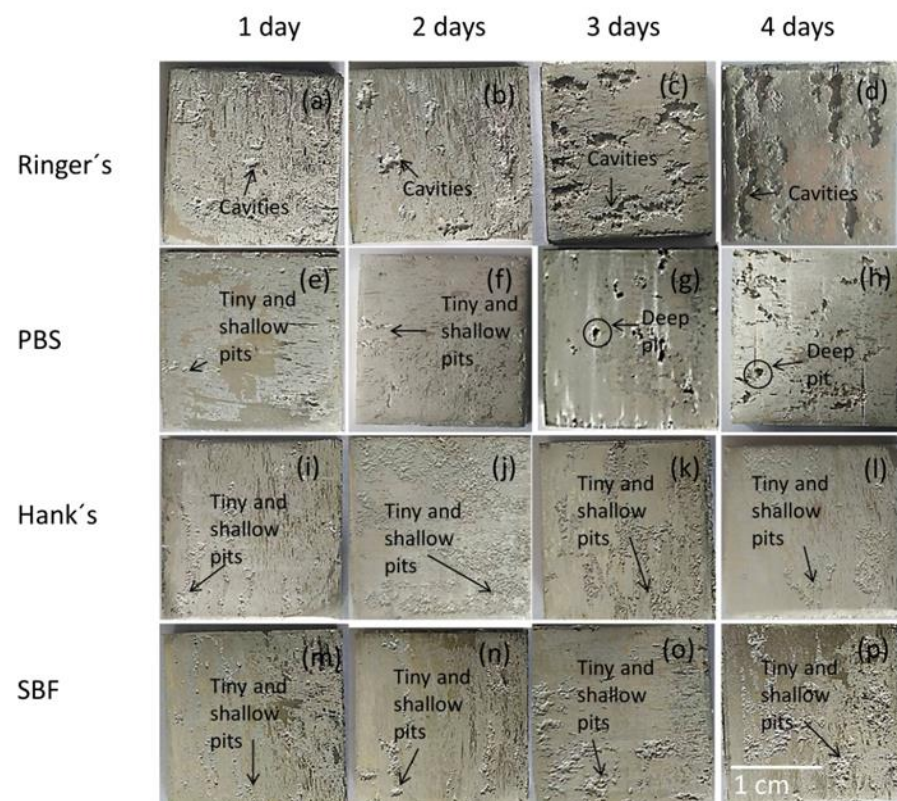 1 day 2 days 3 days 4 days
Ringer´s
(a)
Cavities
(b)
Cavities
(c)
Cavities
(d)
Cavities
PBS
(e)
Tiny and
shallow
pits
(f)
Tiny and
shallow
pits
(g)
Deep
pit
(h)
Deep
pit
Hank´s
(i)
Tiny and
shallow
pits
(j)
Tiny and
shallow
pits
(k)
Tiny and
shallow
pits
(l)
Tiny and
shallow
pits
SBF
(m)
Tiny and
shallow
pits
(n)
Tiny and
shallow
pits
(o)
Tiny and
shallow
pits
(p)
Tiny and
shallow
pits
1 cm